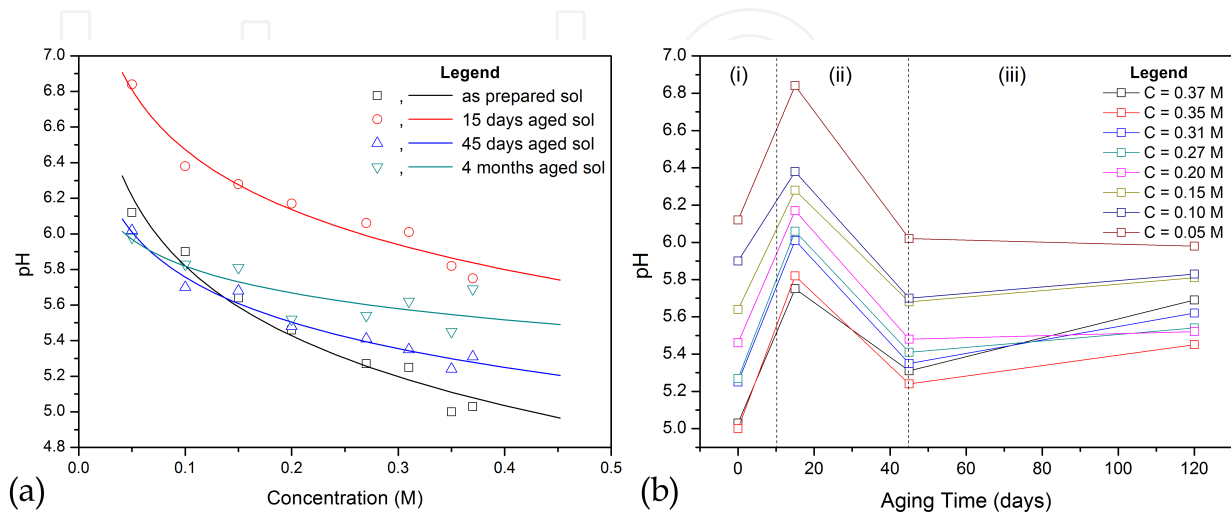 7.0
6.8
6.6
6.4
6.2
6.0
5.8
5.6
5.4
5.2
5.0
4.8
pH
0.0 0.1 0.2 0.3 0.4 0.5
Concentration (M)
Legend
, as prepared sol
, 15 days aged sol
, 45 days aged sol
, 4 months aged sol
(a)
7.0
6.8
6.6
6.4
6.2
6.0
5.8
5.6
5.4
5.2
5.0
pH
0 20 40 60 80 100 120
Aging Time (days)
(i) (ii) (iii)
Legend
C = 0.37 M
C = 0.35 M
C = 0.31 M
C = 0.27 M
C = 0.20 M
C = 0.15 M
C = 0.10 M
C = 0.05 M
(b)